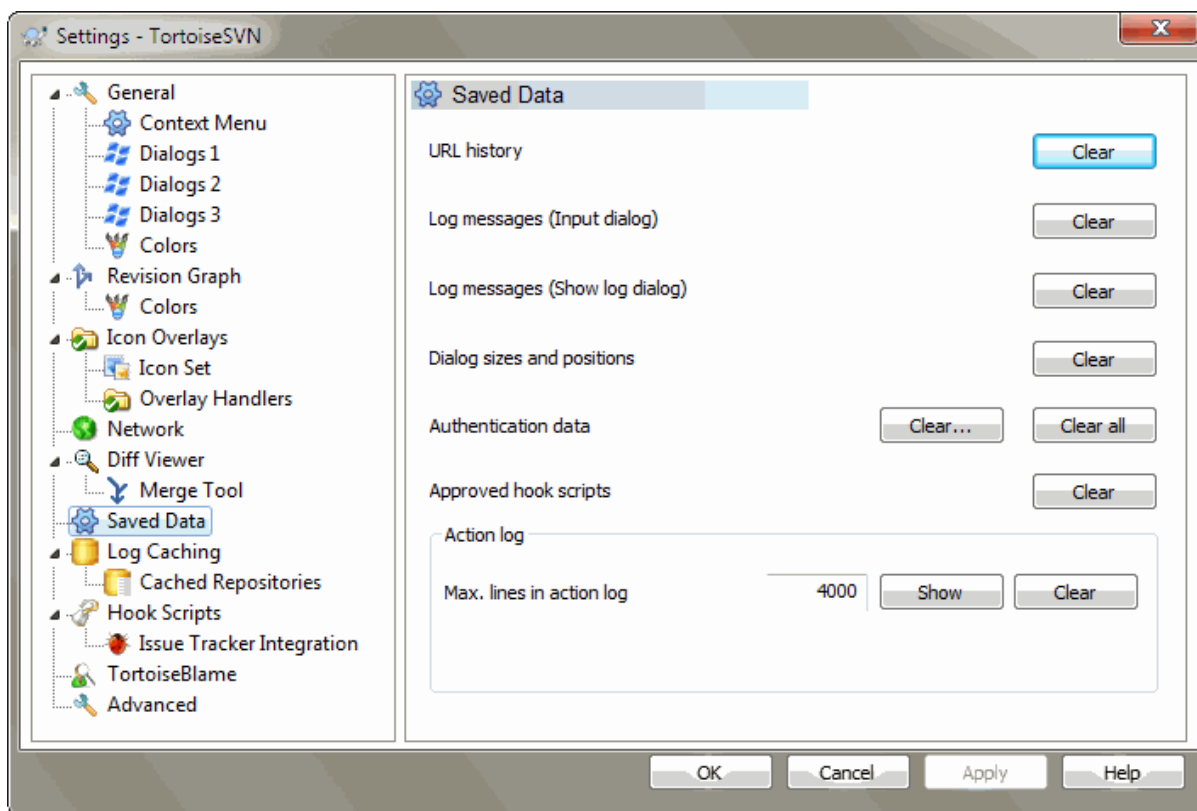 Settings - TortoiseSVN
General
Context Menu
Dialogs 1
Dialogs 2
Dialogs 3
Colors
Revision Graph
Colors
Icon Overlays
Icon Set
Overlay Handlers
Network
Diff Viewer
Merge Tool
Saved Data
Log Caching
Cached Repositories
Hook Scripts
Issue Tracker Integration
TortoiseBlame
Advanced
Saved Data
URL history Clear
Log messages (Input dialog) Clear
Log messages (Show log dialog) Clear
Dialog sizes and positions Clear
Authentication data Clear... Clear all
Approved hook scripts Clear
Action log
Max. lines in action log 4000 Show Clear
OK Cancel Apply Help